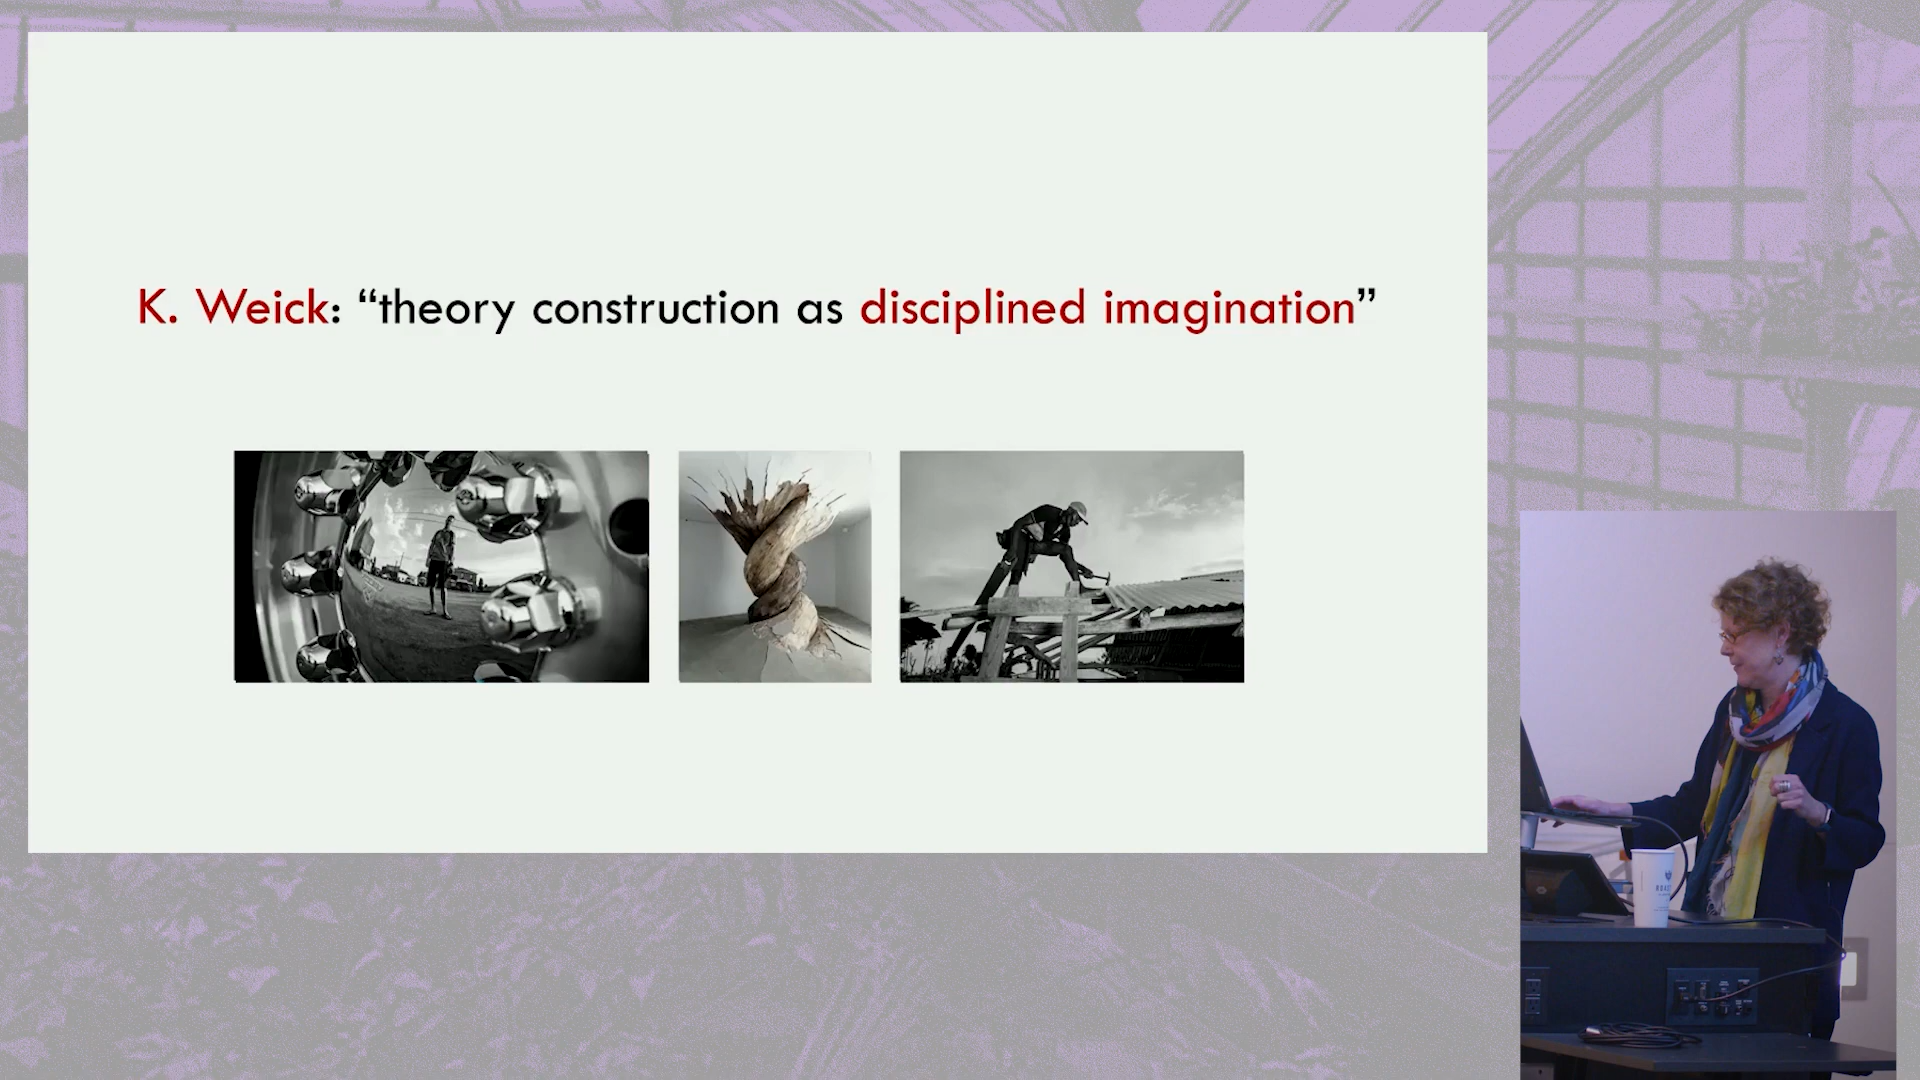 K. Weick: “theory construction as disciplined imagination”